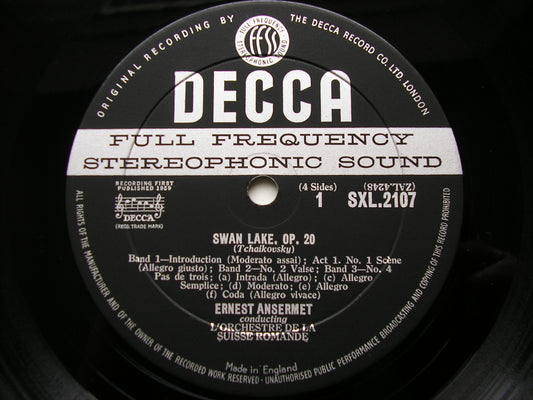 ORIGINAL RECORDING BY THE DECCA RECORD CO. LTD. LONDON
FULL FREQUENCY
STEREOPHONIC SOUND
FFSS
DECCA
FULL FREQUENCY
STEREOPHONIC SOUND
RECORDING FIRST
PUBLISHED 1959
DECCA
(REGD. TRADE MARK)
(4 Sides)
1
(ZAL.4248)
SXL.2107
SWAN LAKE, OP. 20
(Tchaikovsky)
Band 1—Introduction (Moderato assai); Act 1. No. 1 Scène
(Allegro giusto); Band 2—No. 2 Valse; Band 3—No. 4
Pas de trois; (a) Intrada (Allegro); (c) Allegro
Semplice; (d) Moderato; (e) Allegro
(f) Coda (Allegro vivace)
ERNEST ANSERMET
conducting
L'ORCHESTRE DE LA
SUISSE ROMANDE
Made in England
ALL RIGHTS OF THE MANUFACTURER AND OF THE OWNER OF THE RECORDED WORK RESERVED - UNAUTHORISED PUBLIC PERFORMANCE BROADCASTING AND COPYING OF THIS RECORD PROHIBITED